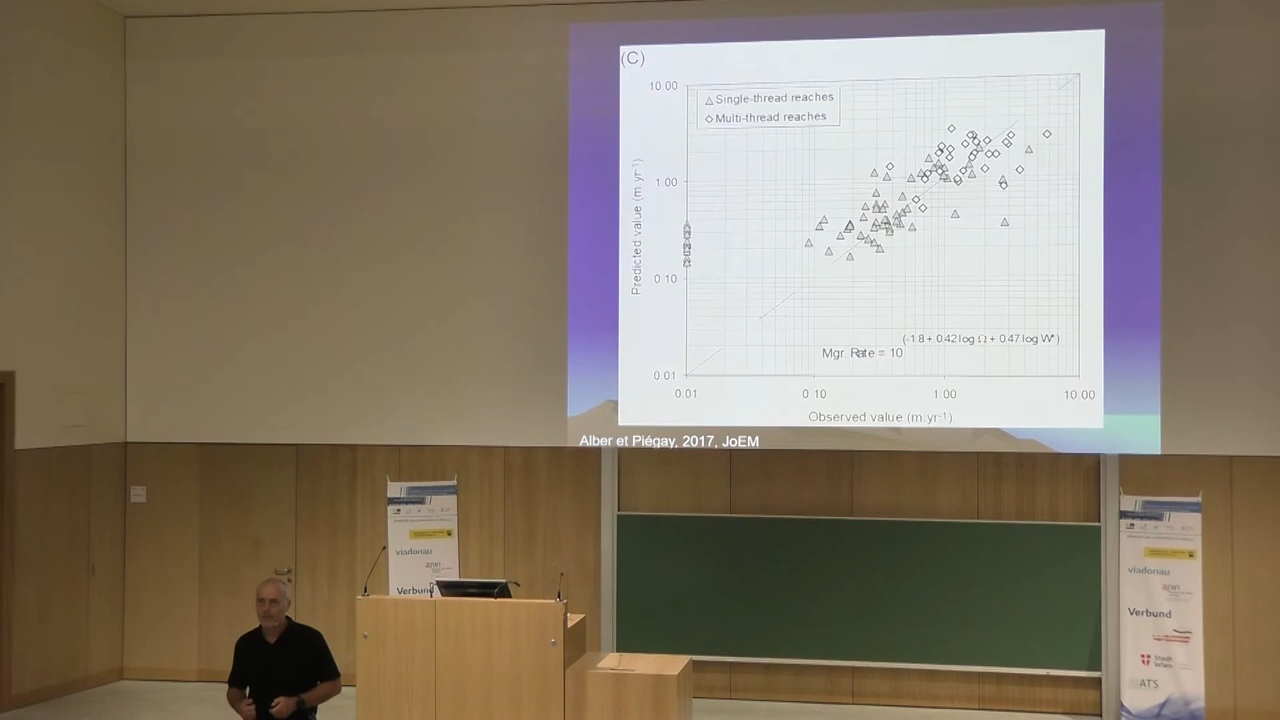 (C)
10.00
Single-thread reaches
Multi-thread reaches
1.00
Predicted value (m.yr-1)
0.10
(-1.8 + 0.42 log Ω + 0.47 log W*)
Mgr. Rate = 10
0.01
0.01 0.10 1.00 10.00
Observed value (m.yr-1)
Alber et Piégay, 2017, JoEM
viadonau
Verbund
viadonau
Verbund
ATS